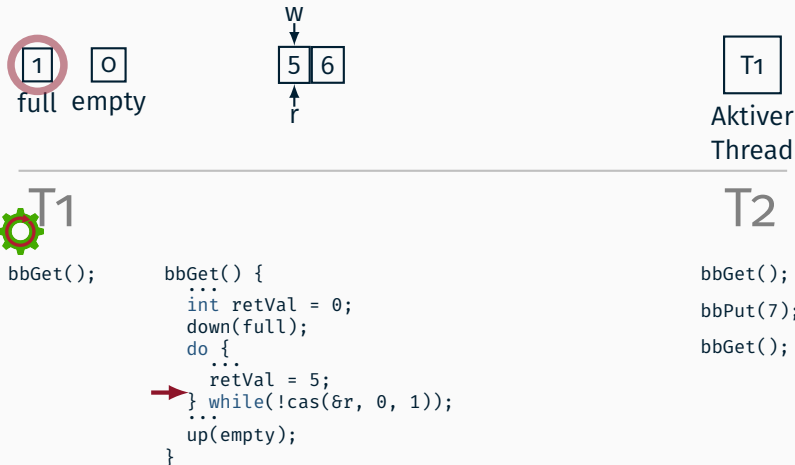 w
1 0 5 6 T1
full empty r Aktiver
Thread
T1 T2
bbGet(); bbGet() { bbGet();
...
int retVal = 0; bbPut(7);
down(full);
do { bbGet();
...
retVal = 5;
} while(!cas(&r, 0, 1));
...
up(empty);
}